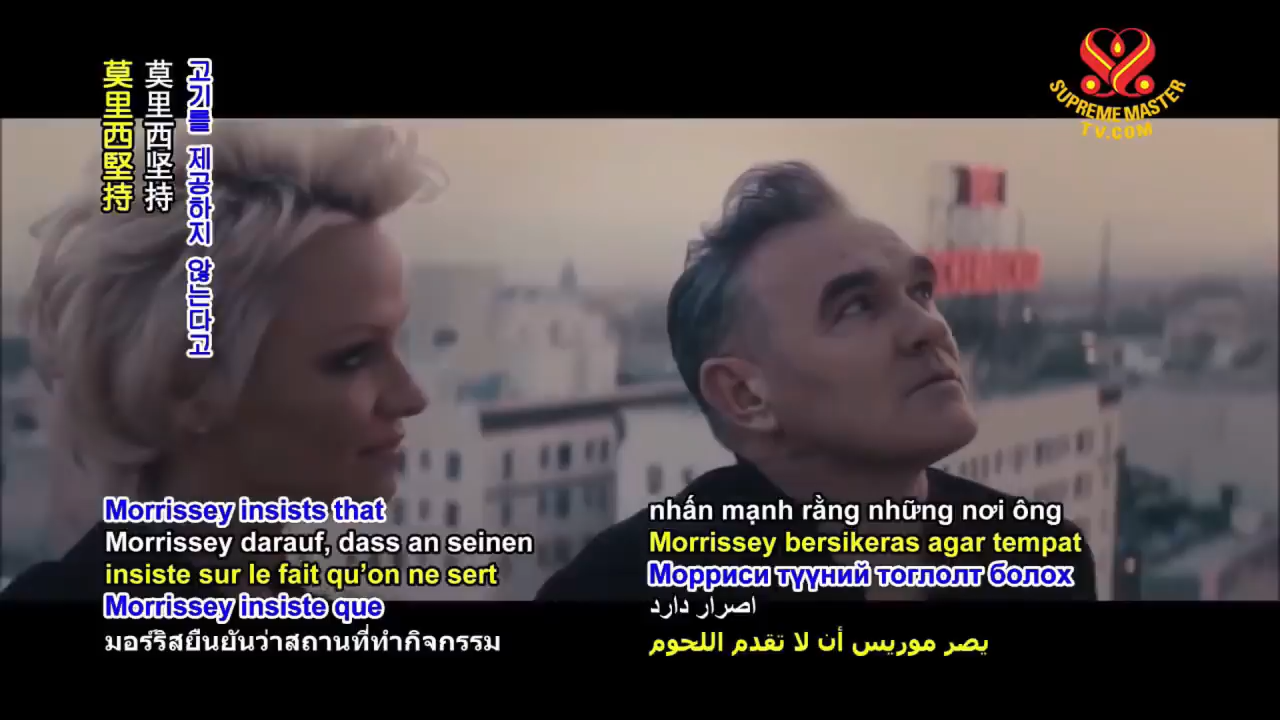 莫里西堅持
莫里西坚持
고기를 제공하지 않는다고
SUPREME MASTER
TV.COM
Morrissey insists that
Morrissey darauf, dass an seinen
insiste sur le fait qu’on ne sert
Morrissey insiste que
มอร์ริสยืนยันว่าสถานที่ทำกิจกรรม
nhấn mạnh rằng những nơi ông
Morrissey bersikeras agar tempat
Морриси түүний тоглолт болох
اصرار دارد
يصر موريس أن لا تقدم اللحوم